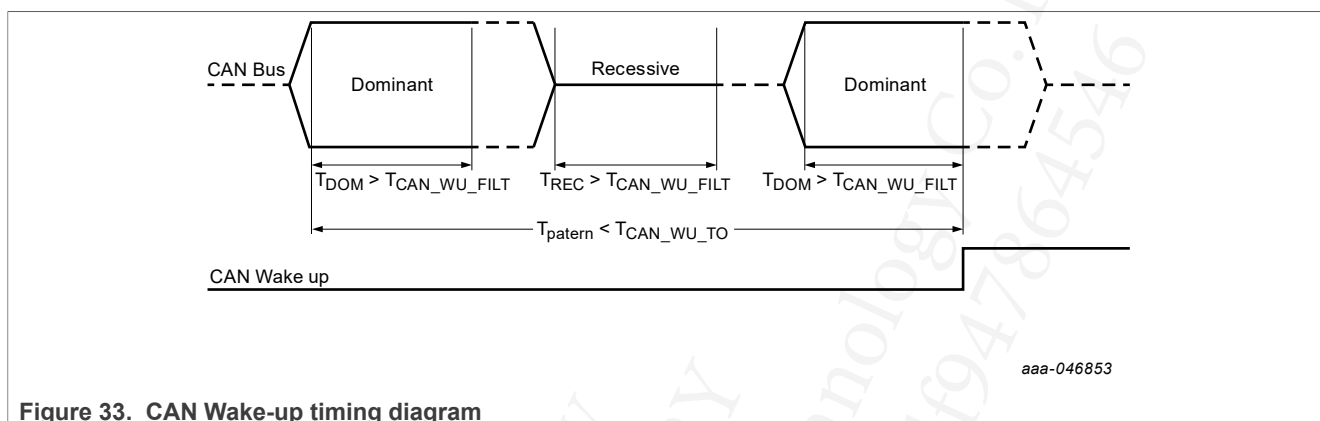 CAN Bus
Dominant
Recessive
Dominant
TDOM > TCAN_WU_FILT
TREC > TCAN_WU_FILT
TDOM > TCAN_WU_FILT
Tpatern < TCAN_WU_TO
CAN Wake up
aaa-046853
Figure 33. CAN Wake-up timing diagram